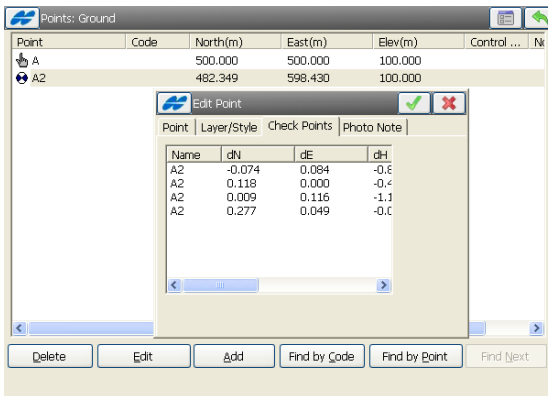 Points: Ground
Point Code North(m) East(m) Elev(m) Control ...
A 500.000 500.000 100.000
A2 482.349 598.430 100.000
Edit Point
Point Layer/Style Check Points Photo Note
Name dN dE dH
A2 -0.074 0.084
A2 0.118 0.000
A2 0.009 0.116 -1.1
A2 0.277 0.049
Delete Edit Add Find by Code Find by Point Find Next